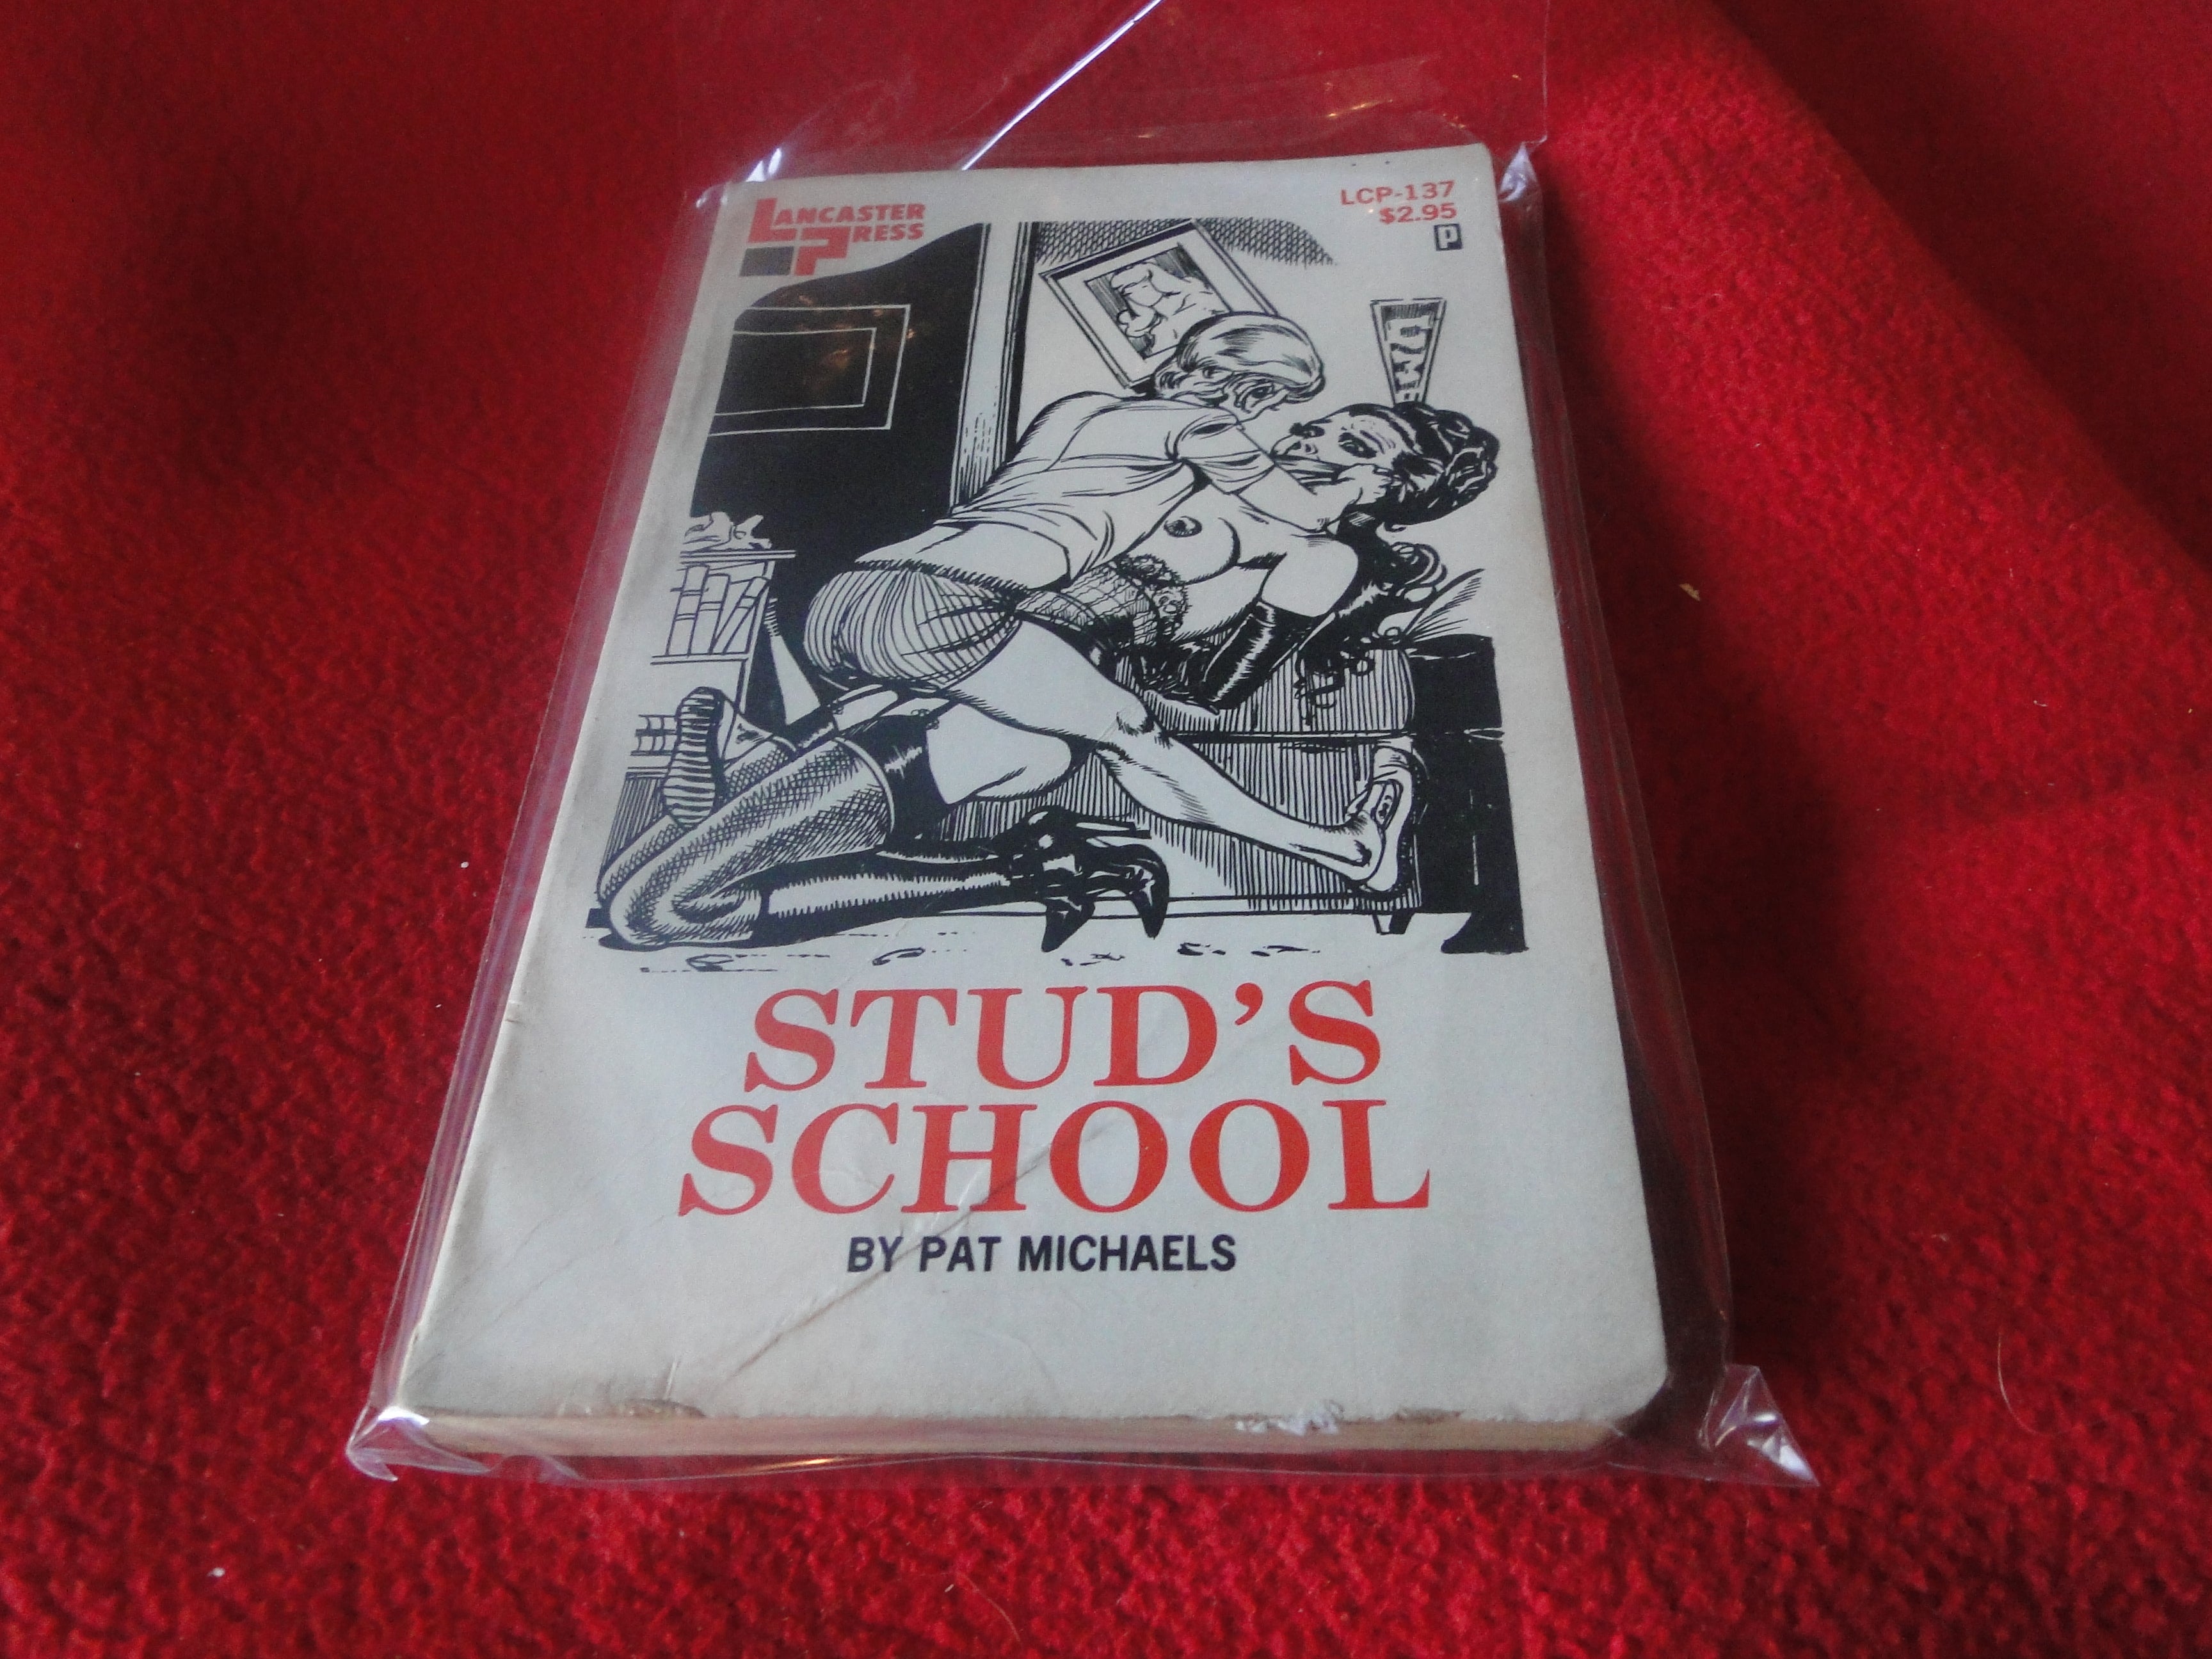 LANCASTER
PRESS
LCP-137
$2.95
P
STUD'S
SCHOOL
BY PAT MICHAELS